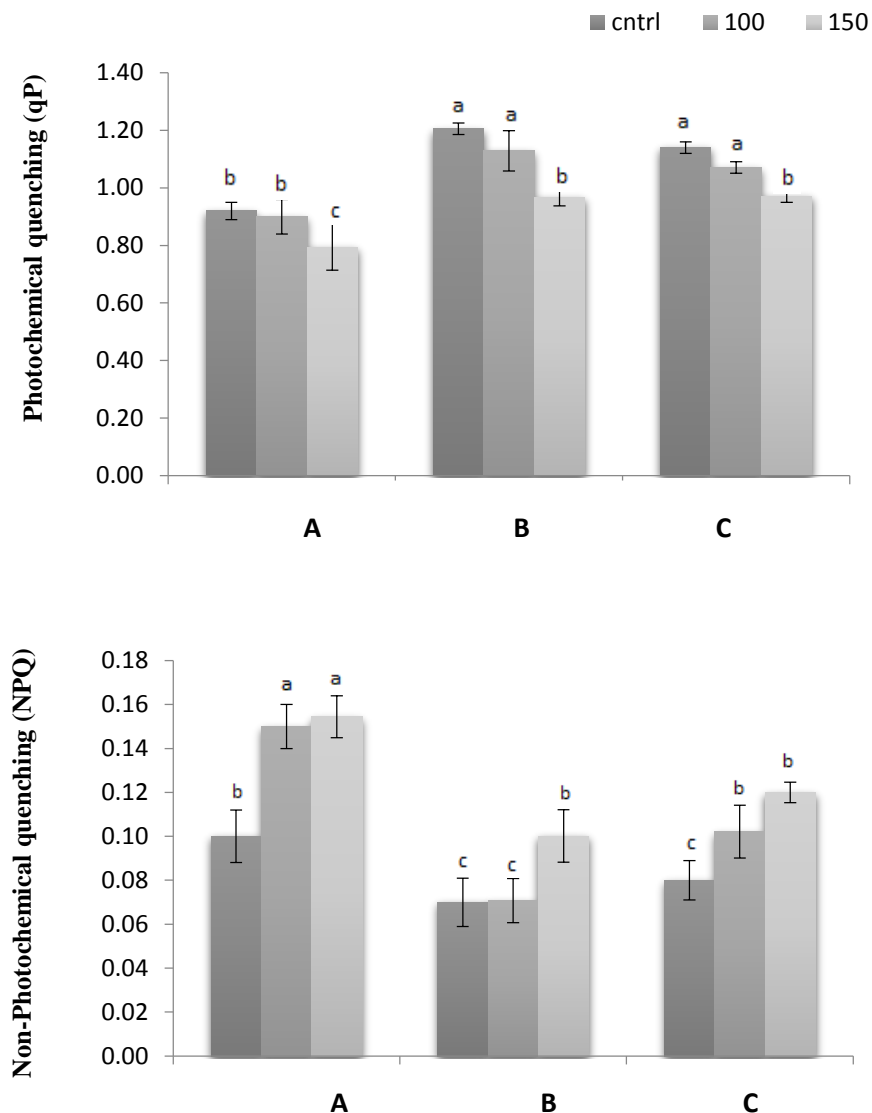 cntrl 100 150
Photochemical quenching (qP)
1.40
1.20
1.00
0.80
0.60
0.40
0.20
0.00
b b c
a a b
a a b
A B C
Non-Photochemical quenching (NPQ)
0.18
0.16
0.14
0.12
0.10
0.08
0.06
0.04
0.02
0.00
b a a
c c b
c b b
A B C